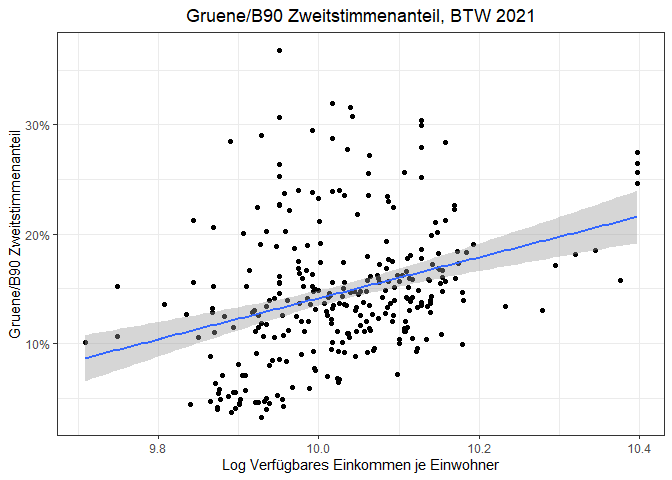 Gruene/B90 Zweitstimmenanteil, BTW 2021
Gruene/B90 Zweitstimmenanteil
30%
20%
10%
9.8 10.0 10.2 10.4
Log Verfügbares Einkommen je Einwohner